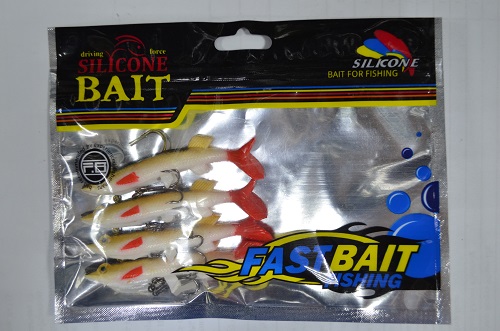 driving force
SILICONE
BAIT
SILICONE
BAIT FOR FISHING
F.B
FASTBAIT
FISHING